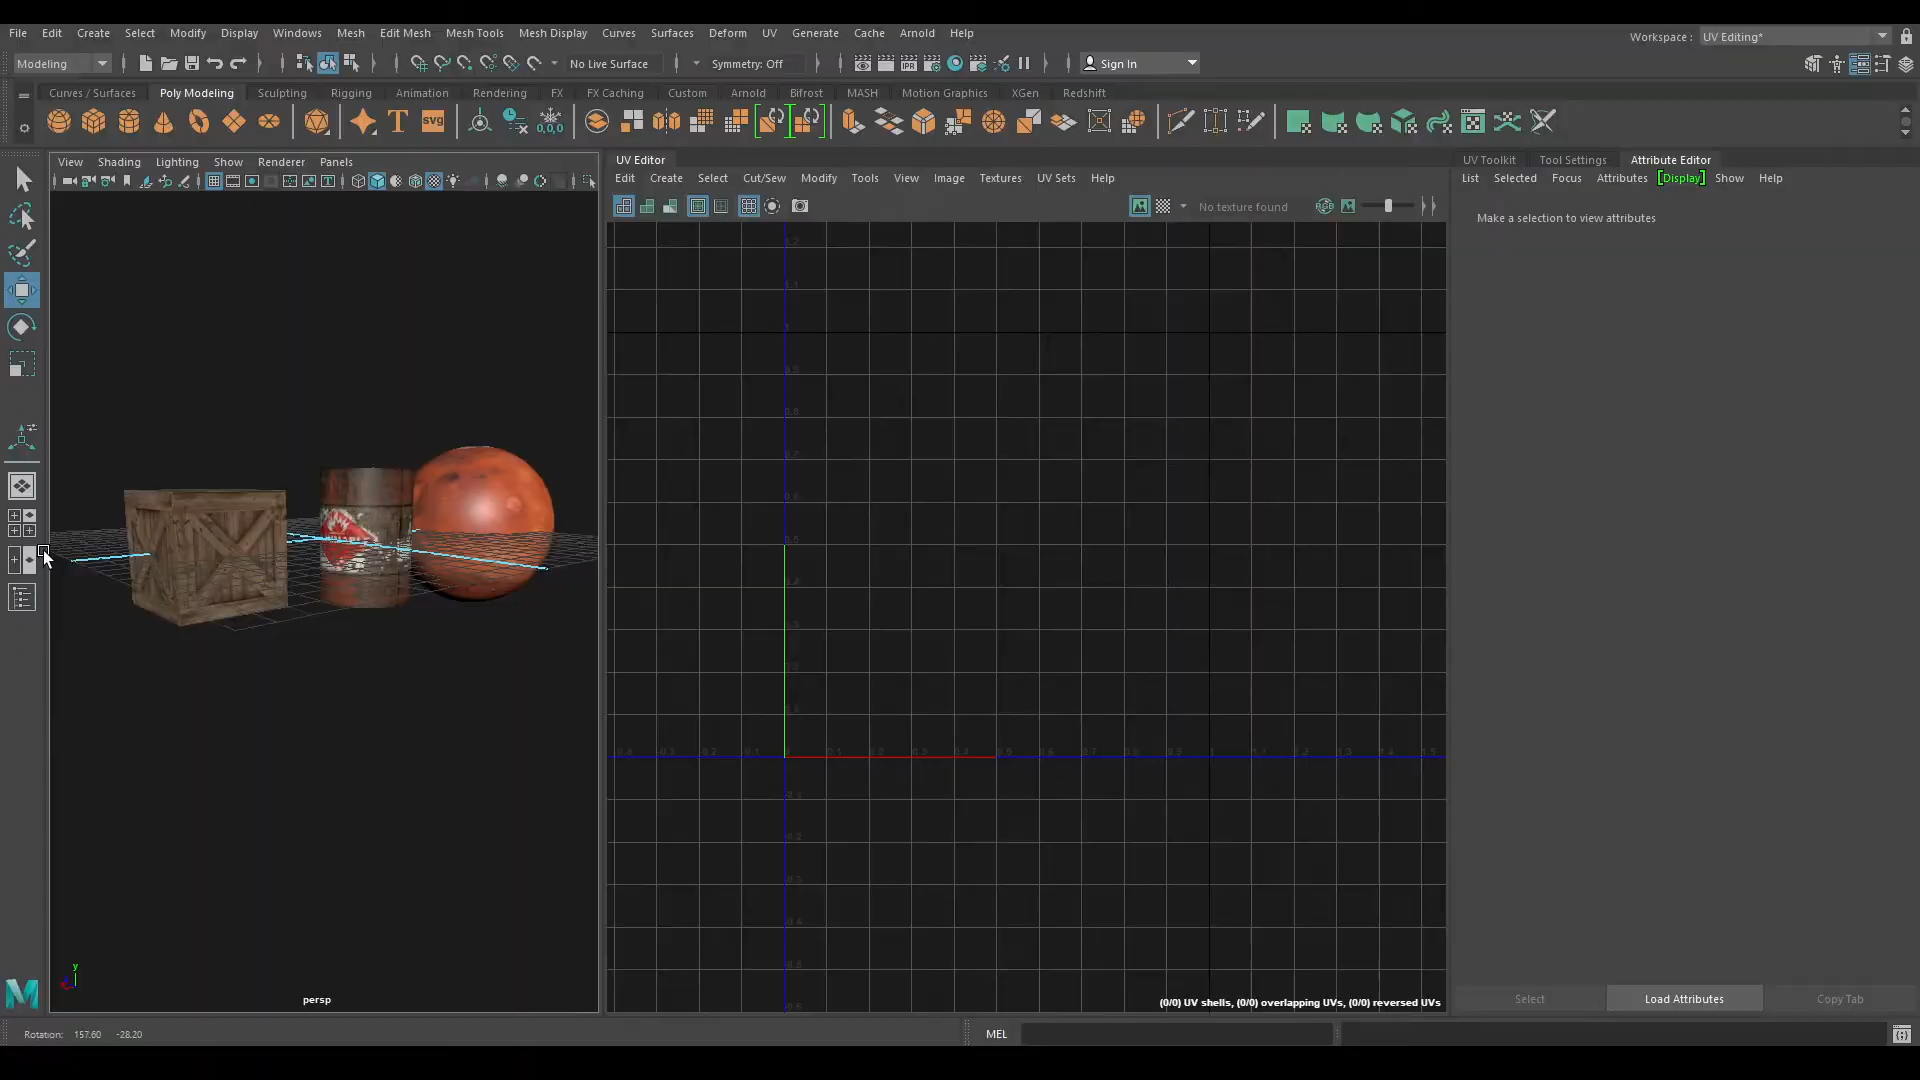 File Edit Create Select Modify Display Windows Mesh Edit Mesh Mesh Tools Mesh Display Curves Surfaces Deform UV Generate Cache Arnold Help
Workspace : UV Editing*
Modeling No Live Surface Symmetry: Off Sign In
Curves / Surfaces Poly Modeling Sculpting Rigging Animation Rendering FX FX Caching Custom Arnold Bifrost MASH Motion Graphics XGen Redshift
View Shading Lighting Show Renderer Panels
UV Editor
Edit Create Select Cut/Sew Modify Tools View Image Textures UV Sets Help
No texture found
UV Toolkit Tool Settings Attribute Editor
List Selected Focus Attributes [Display] Show Help
Make a selection to view attributes
persp
(0/0) UV shells, (0/0) overlapping UVs, (0/0) reversed UVs
Select Load Attributes Copy Tab
Rotation: 157.60 -28.20
MEL